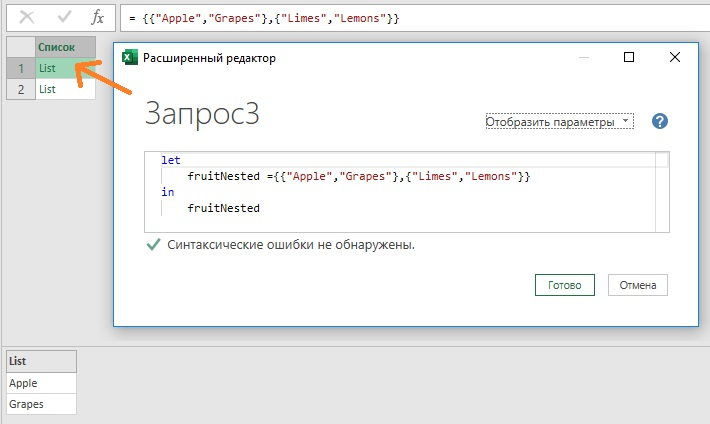 fx = {{"Apple","Grapes"},{"Limes","Lemons"}}
Список
1 List
2 List
Расширенный редактор
Запрос3
Отобразить параметры
?
let
fruitNested ={{"Apple","Grapes"},{"Limes","Lemons"}}
in
fruitNested
Синтаксические ошибки не обнаружены.
Готово Отмена
List
Apple
Grapes